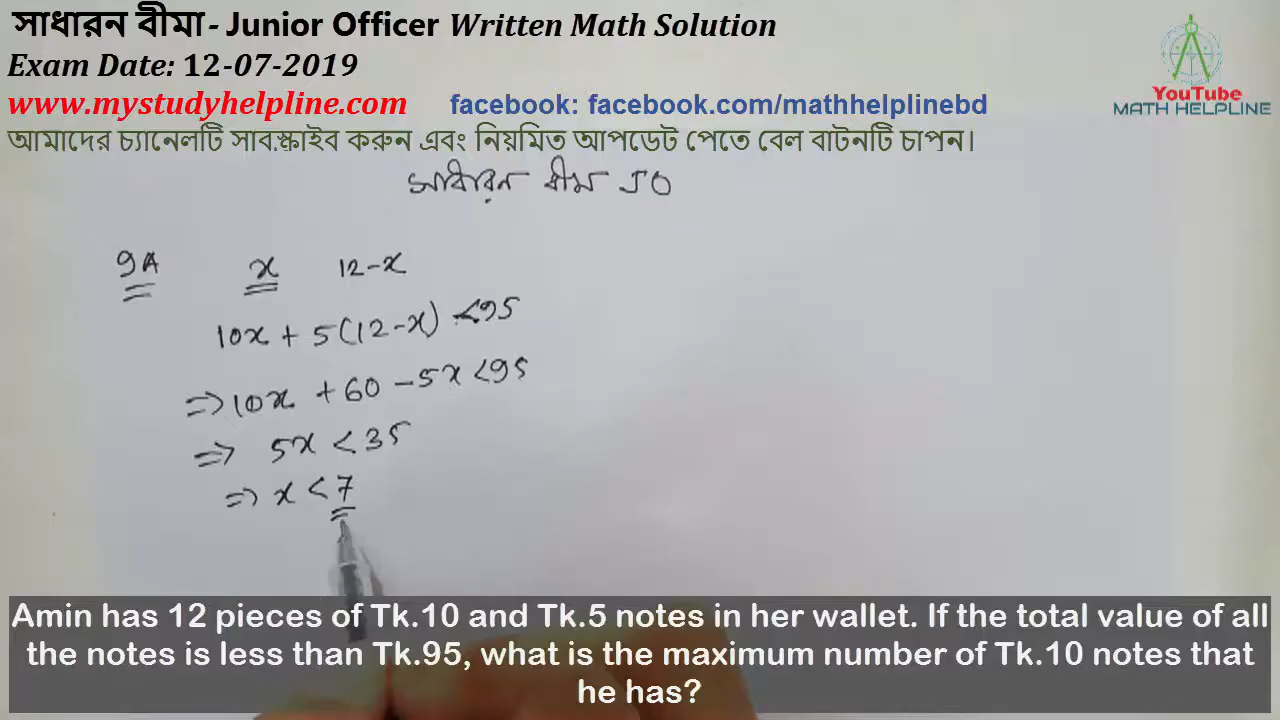 সাধারন বীমা- Junior Officer Written Math Solution
Exam Date: 12-07-2019
www.mystudyhelpline.com facebook: facebook.com/mathhelplinebd
YouTube
MATH HELPLINE
আমাদের চ্যানেলটি সাবস্ক্রাইব করুন এবং নিয়মিত আপডেট পেতে বেল বাটনটি চাপন।
সাধারন বীমা JO
9A x 12-x
10x + 5(12-x) <95
=> 10x + 60 - 5x < 95
=> 5x < 35
=> x < 7
Amin has 12 pieces of Tk.10 and Tk.5 notes in her wallet. If the total value of all
the notes is less than Tk.95, what is the maximum number of Tk.10 notes that
he has?